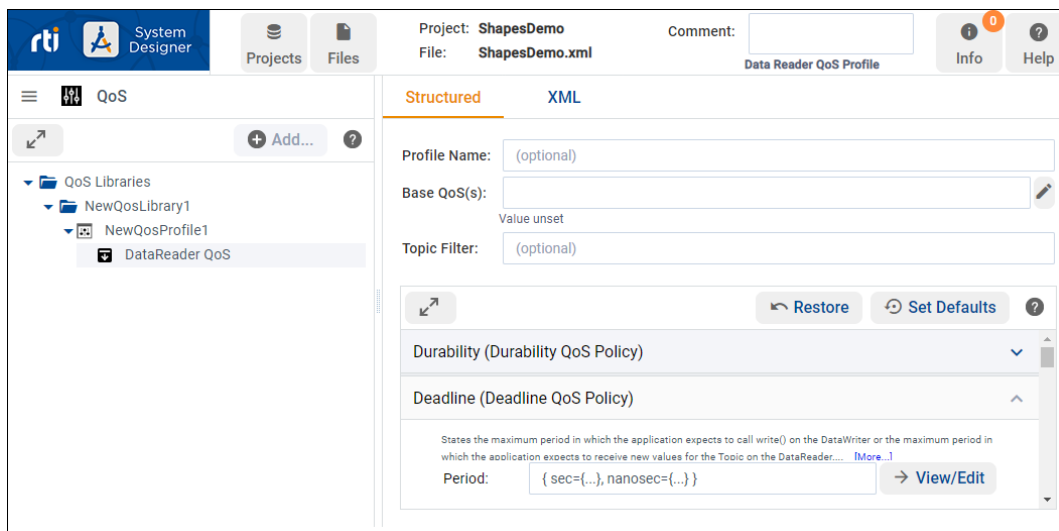 rti
System
Designer
Projects
Files
Project: ShapesDemo
File: ShapesDemo.xml
Comment:
Data Reader QoS Profile
0
Info
Help
QoS
Add...
QoS Libraries
NewQosLibrary1
NewQosProfile1
DataReader QoS
Structured
XML
Profile Name: (optional)
Base QoS(s):
Value unset
Topic Filter: (optional)
Restore
Set Defaults
Durability (Durability QoS Policy)
Deadline (Deadline QoS Policy)
States the maximum period in which the application expects to call write() on the DataWriter or the maximum period in
which the application expects to receive new values for the Topic on the DataReader.... [More...]
Period: { sec={...}, nanosec={...} }
View/Edit